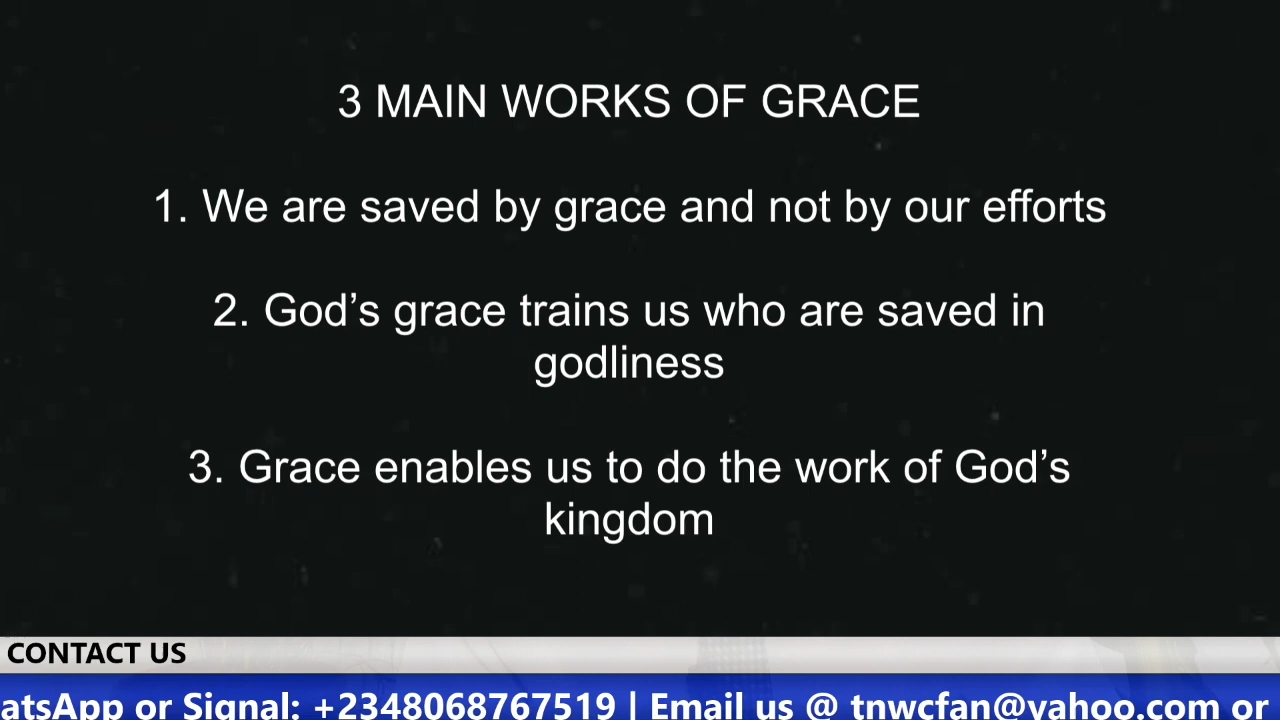 3 MAIN WORKS OF GRACE
1. We are saved by grace and not by our efforts
2. God’s grace trains us who are saved in
godliness
3. Grace enables us to do the work of God’s
kingdom
CONTACT US
atsApp or Signal: +2348068767519 | Email us @ tnwcfan@yahoo.com or